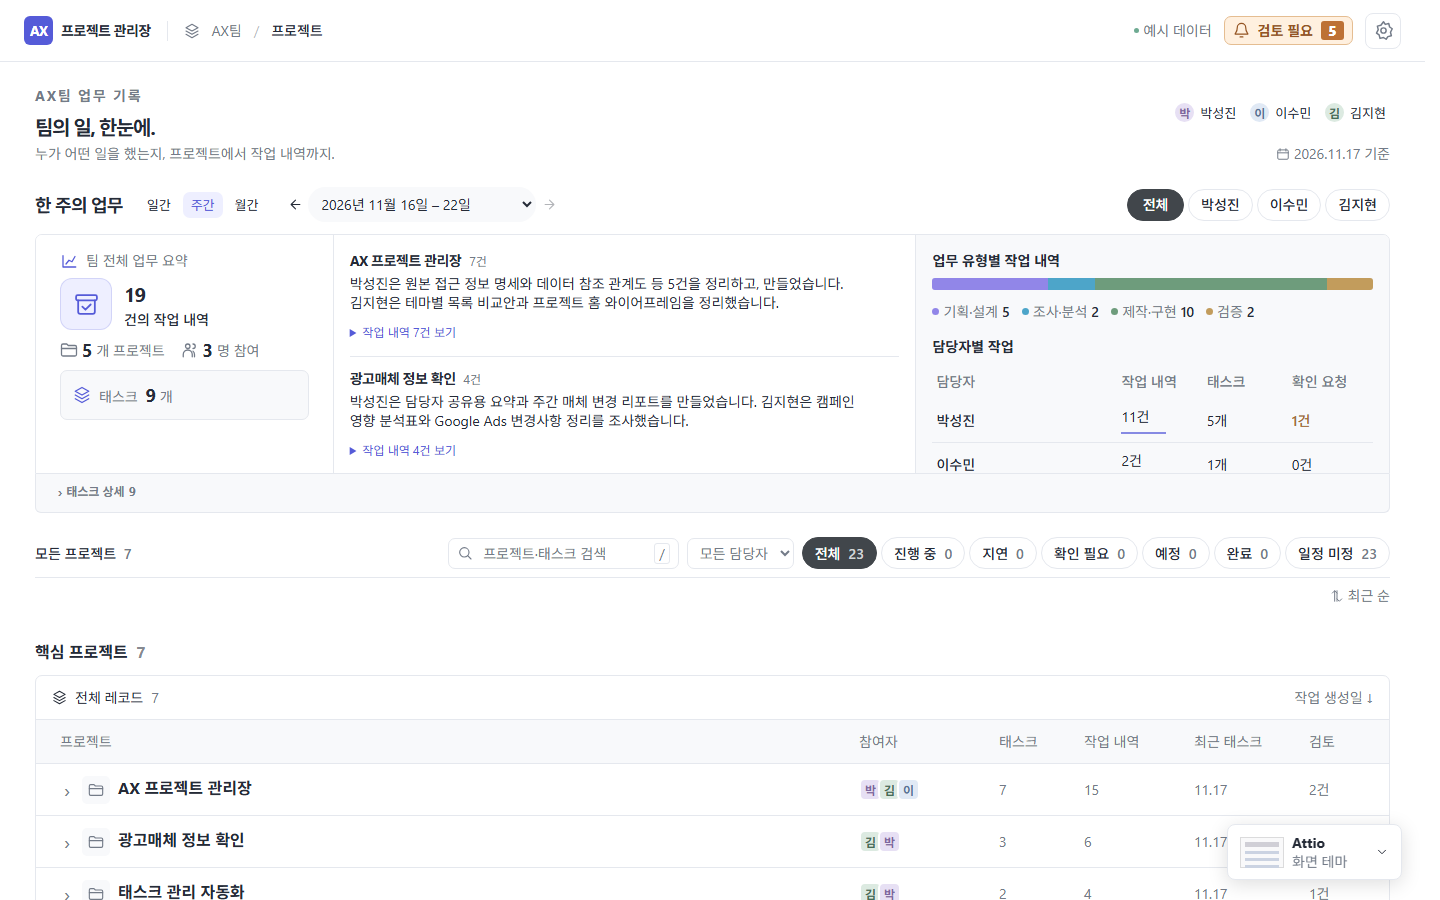 AX 프로젝트 관리장 AX팀 / 프로젝트 예시 데이터 검토 필요 5
AX팀 업무 기록
팀의 일, 한눈에.
누가 어떤 일을 했는지, 프로젝트에서 작업 내역까지.
박 박성진 이 이수민 김 김지현
2026.11.17 기준
한 주의 업무 일간 주간 월간 ← 2026년 11월 16일 – 22일 →
전체 박성진 이수민 김지현
팀 전체 업무 요약
19
건의 작업 내역
5 개 프로젝트 3 명 참여
태스크 9 개
AX 프로젝트 관리장 7건
박성진은 원본 접근 정보 명세와 데이터 참조 관계도 등 5건을 정리하고, 만들었습니다.
김지현은 테마별 목록 비교안과 프로젝트 홈 와이어프레임을 정리했습니다.
▶ 작업 내역 7건 보기
광고매체 정보 확인 4건
박성진은 담당자 공유용 요약과 주간 매체 변경 리포트를 만들었습니다. 김지현은 캠페인
영향 분석표와 Google Ads 변경사항 정리를 조사했습니다.
▶ 작업 내역 4건 보기
업무 유형별 작업 내역
기획·설계 5 조사·분석 2 제작·구현 10 검증 2
담당자별 작업
담당자 작업 내역 태스크 확인 요청
박성진 11건 5개 1건
이수민 2건 1개 0건
› 태스크 상세 9
모든 프로젝트 7
프로젝트·태스크 검색 /
모든 담당자
전체 23 진행 중 0 지연 0 확인 필요 0 예정 0 완료 0 일정 미정 23
최근 순
핵심 프로젝트 7
전체 레코드 7 작업 생성일 ↓
프로젝트 참여자 태스크 작업 내역 최근 태스크 검토
› AX 프로젝트 관리장 박 김 이 7 15 11.17 2건
› 광고매체 정보 확인 김 박 3 6 11.17
› 태스크 관리 자동화 김 박 2 4 11.17 1건
Attio
화면 테마